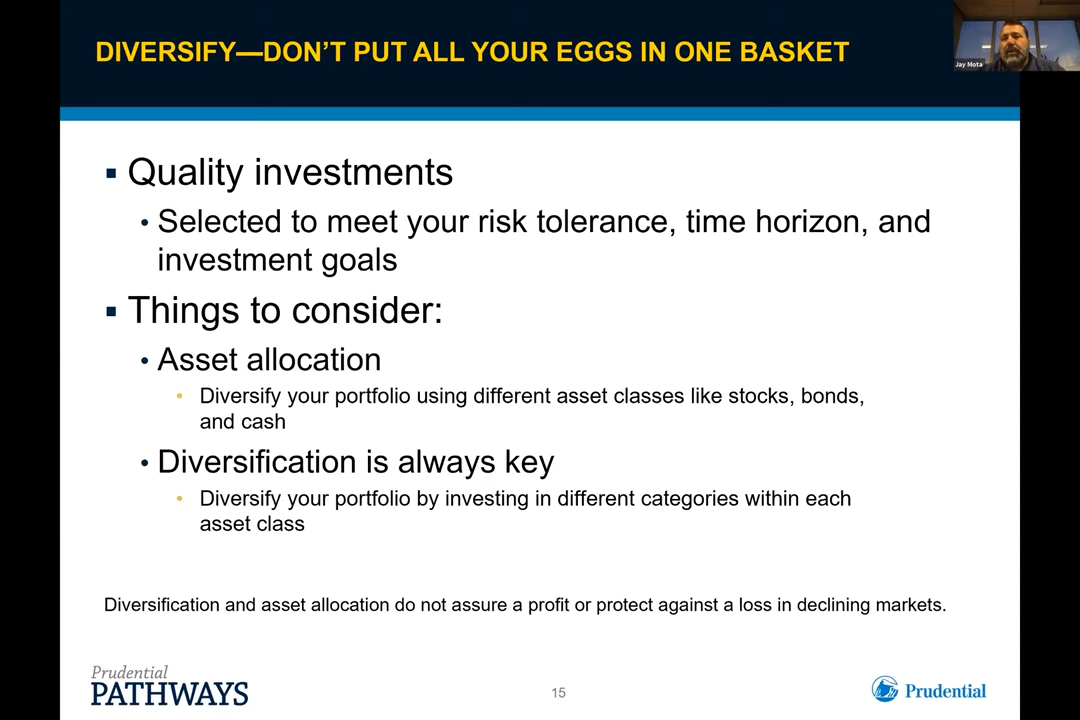 DIVERSIFY—DON'T PUT ALL YOUR EGGS IN ONE BASKET
Jay Mota
▪ Quality investments
• Selected to meet your risk tolerance, time horizon, and
investment goals
▪ Things to consider:
• Asset allocation
• Diversify your portfolio using different asset classes like stocks, bonds,
and cash
• Diversification is always key
• Diversify your portfolio by investing in different categories within each
asset class
Diversification and asset allocation do not assure a profit or protect against a loss in declining markets.
Prudential
PATHWAYS
15
Prudential